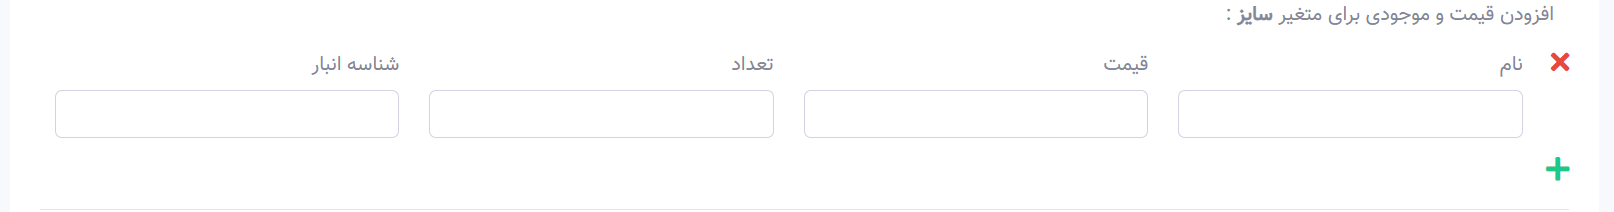 افزودن قیمت و موجودی برای متغیر سایز :
نام قیمت تعداد شناسه انبار